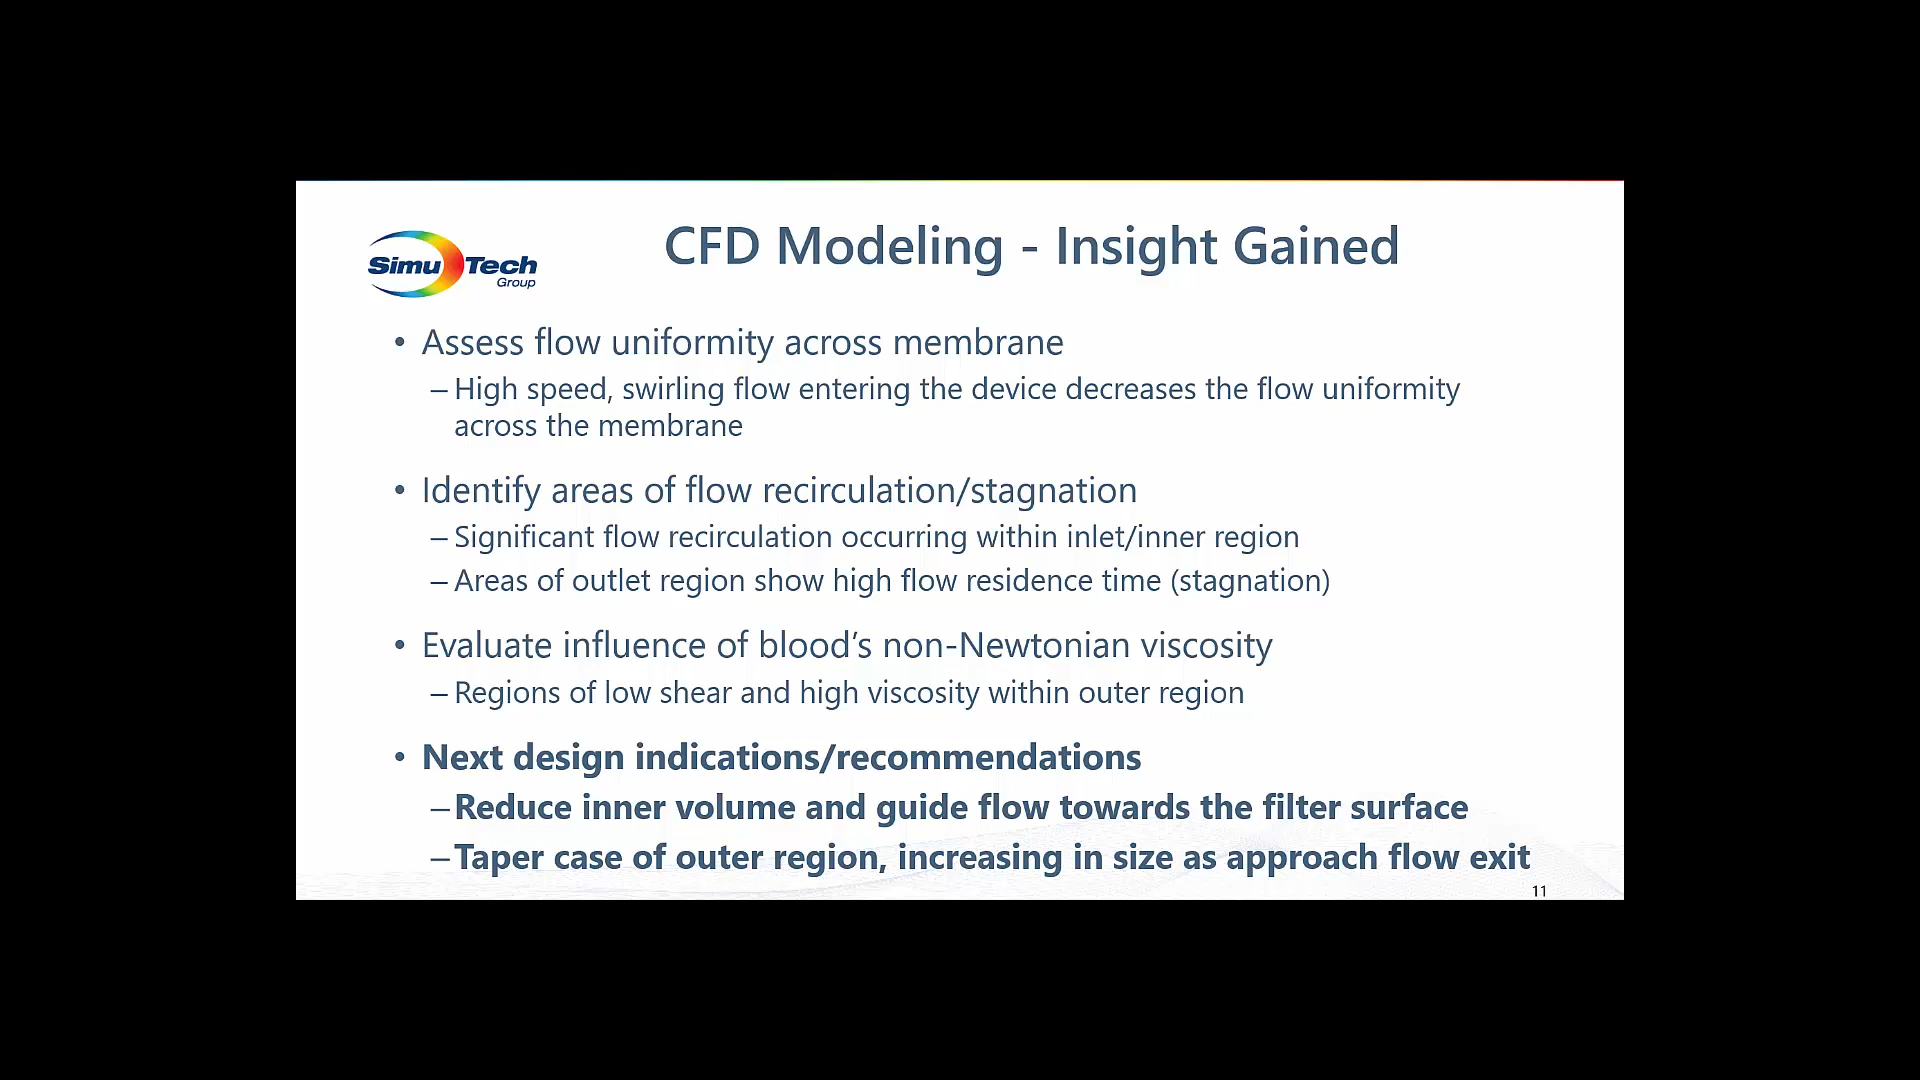 Simu Tech
Group
CFD Modeling - Insight Gained
• Assess flow uniformity across membrane
– High speed, swirling flow entering the device decreases the flow uniformity
across the membrane
• Identify areas of flow recirculation/stagnation
– Significant flow recirculation occurring within inlet/inner region
– Areas of outlet region show high flow residence time (stagnation)
• Evaluate influence of blood’s non-Newtonian viscosity
– Regions of low shear and high viscosity within outer region
• Next design indications/recommendations
– Reduce inner volume and guide flow towards the filter surface
– Taper case of outer region, increasing in size as approach flow exit
11